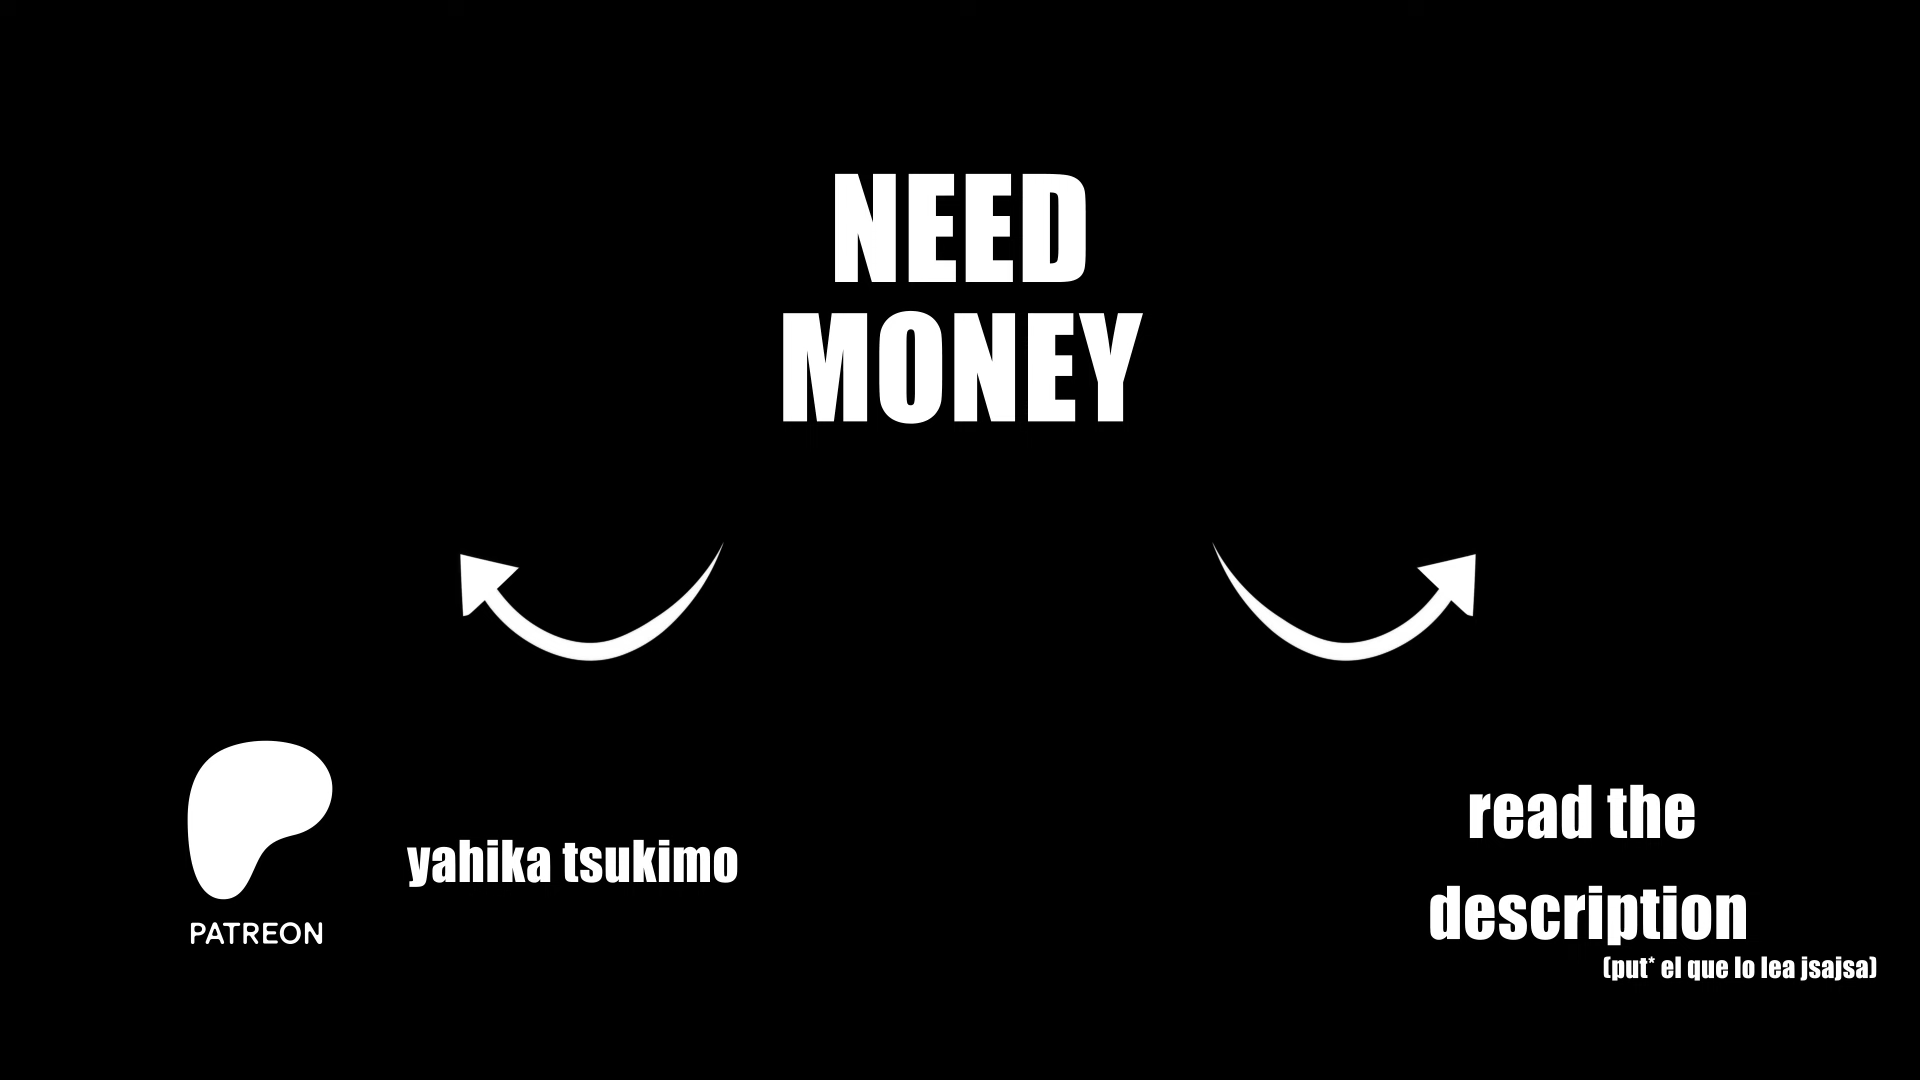 NEED
MONEY
PATREON
yahika tsukimo
read the
description
(put* el que lo lea jsajsa)